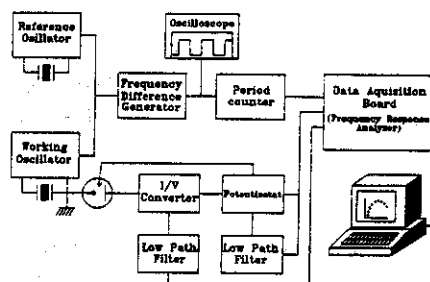 Reference
Osillator
Oscilloscope
Frequency
Difference
Generator
Period
counter
Data Aquisition
Board
(Frequency Response
Analyzer)
Working
Oscillator
I/V
Converter
Potentiostat
Low Path
Filter
Low Path
Filter